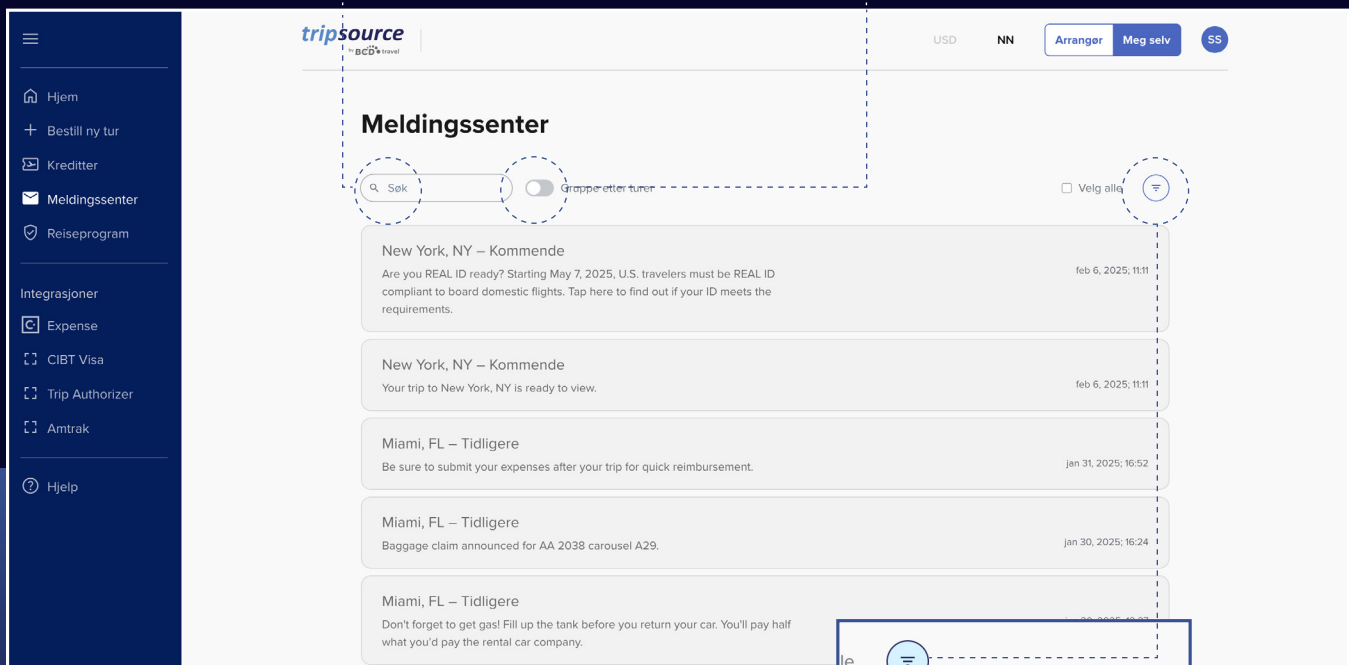 tripsource
by BCD travel
USD
NN
Arrangør
Meg selv
SS
Hjem
Bestill ny tur
Kreditter
Meldingssenter
Reiseprogram
Integrasjoner
Expense
CIBT Visa
Trip Authorizer
Amtrak
Hjelp
Meldingssenter
Søk
Gruppe etter turer
Velg alle
New York, NY – Kommende
Are you REAL ID ready? Starting May 7, 2025, U.S. travelers must be REAL ID
compliant to board domestic flights. Tap here to find out if your ID meets the
requirements.
feb 6, 2025; 11:11
New York, NY – Kommende
Your trip to New York, NY is ready to view.
feb 6, 2025; 11:11
Miami, FL – Tidligere
Be sure to submit your expenses after your trip for quick reimbursement.
jan 31, 2025; 16:52
Miami, FL – Tidligere
Baggage claim announced for AA 2038 carousel A29.
jan 30, 2025; 16:24
Miami, FL – Tidligere
Don't forget to get gas! Fill up the tank before you return your car. You'll pay half
what you'd pay the rental car company.
le